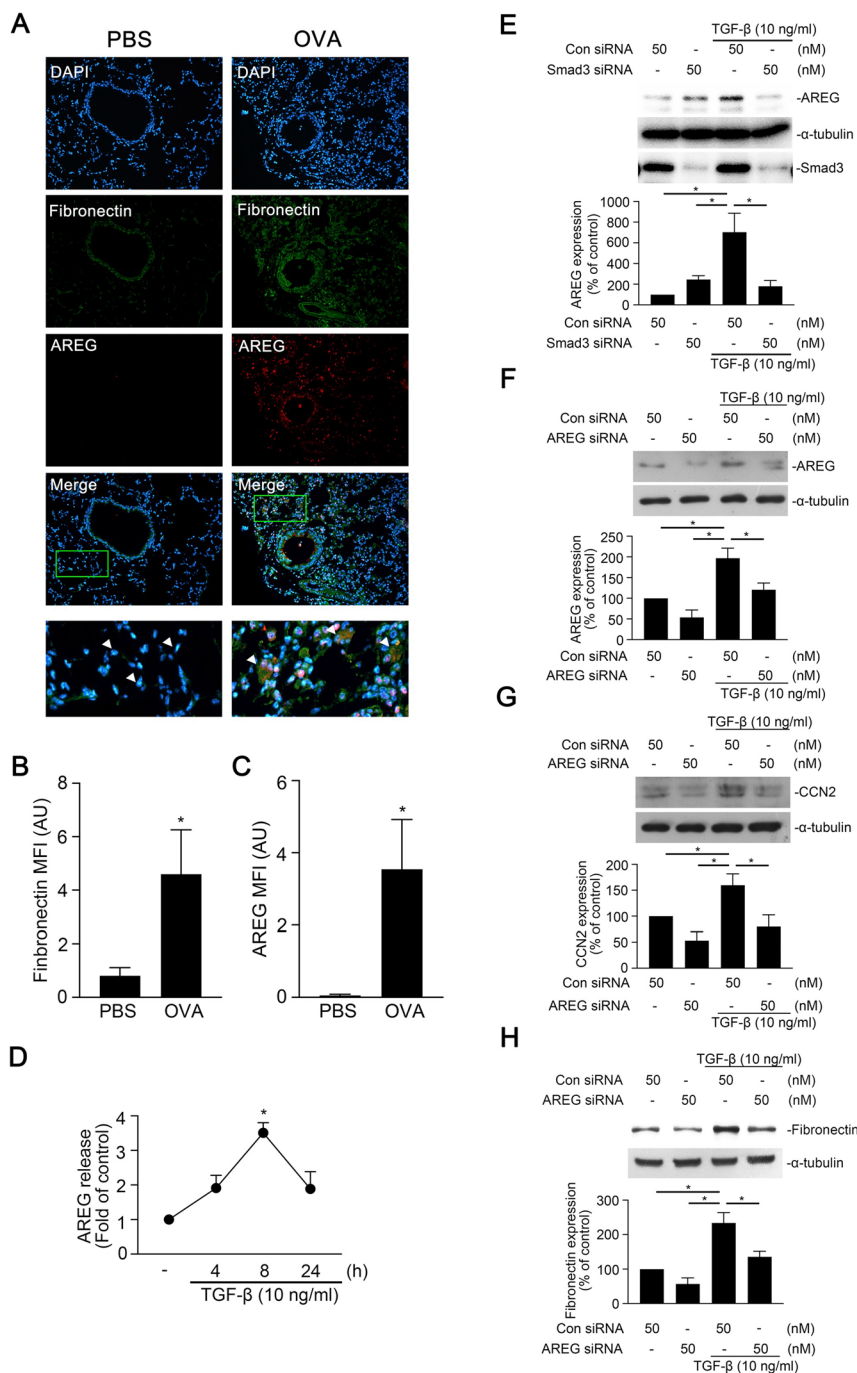 A
PBS
OVA
DAPI
DAPI
Fibronectin
Fibronectin
AREG
AREG
Merge
Merge
B
Finbronectin MFI (AU)
8
6
4
2
0
*
PBS
OVA
C
AREG MFI (AU)
6
4
2
0
*
PBS
OVA
D
AREG release
(Fold of control)
4
3
2
1
0
*
- 4 8 24 (h)
TGF-β (10 ng/ml)
E
TGF-β (10 ng/ml)
Con siRNA 50 - 50 - (nM)
Smad3 siRNA - 50 - 50 (nM)
-AREG
-α-tubulin
-Smad3
AREG expression
(% of control)
1000
800
600
400
200
0
*
* *
Con siRNA 50 - 50 - (nM)
Smad3 siRNA - 50 - 50 (nM)
TGF-β (10 ng/ml)
F
TGF-β (10 ng/ml)
Con siRNA 50 - 50 - (nM)
AREG siRNA - 50 - 50 (nM)
-AREG
-α-tubulin
AREG expression
(% of control)
250
200
150
100
50
0
*
* *
Con siRNA 50 - 50 - (nM)
AREG siRNA - 50 - 50 (nM)
TGF-β (10 ng/ml)
G
TGF-β (10 ng/ml)
Con siRNA 50 - 50 - (nM)
AREG siRNA - 50 - 50 (nM)
-CCN2
-α-tubulin
CCN2 expression
(% of control)
200
150
100
50
0
*
* *
Con siRNA 50 - 50 - (nM)
AREG siRNA - 50 - 50 (nM)
TGF-β (10 ng/ml)
H
TGF-β (10 ng/ml)
Con siRNA 50 - 50 - (nM)
AREG siRNA - 50 - 50 (nM)
-Fibronectin
-α-tubulin
Fibronectin expression
(% of control)
300
200
100
0
*
* *
Con siRNA 50 - 50 - (nM)
AREG siRNA - 50 - 50 (nM)
TGF-β (10 ng/ml)